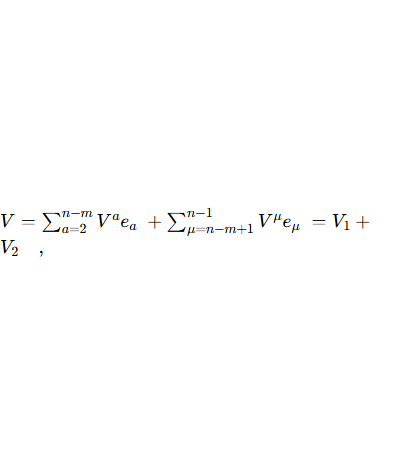 V = ∑_{a=2}^{n−m} V^a e_a + ∑_{μ=n−m+1}^{n−1} V^μ e_μ = V_1 +
V_2 ,